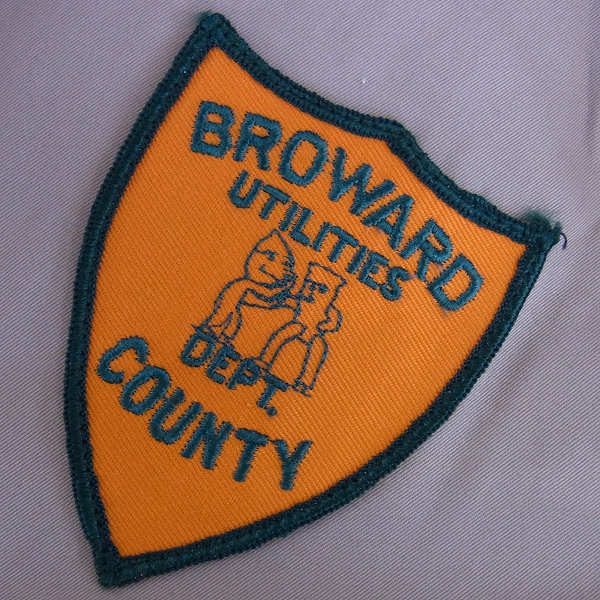 BROWARD
UTILITIES
DEPT.
COUNTY